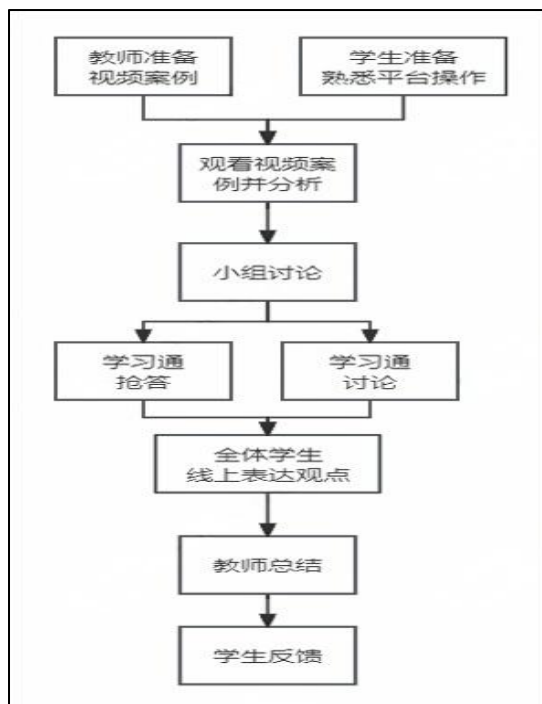 教师准备
视频案例
学生准备
熟悉平台操作
观看视频案
例并分析
小组讨论
学习通
抢答
学习通
讨论
全体学生
线上表达观点
教师总结
学生反馈